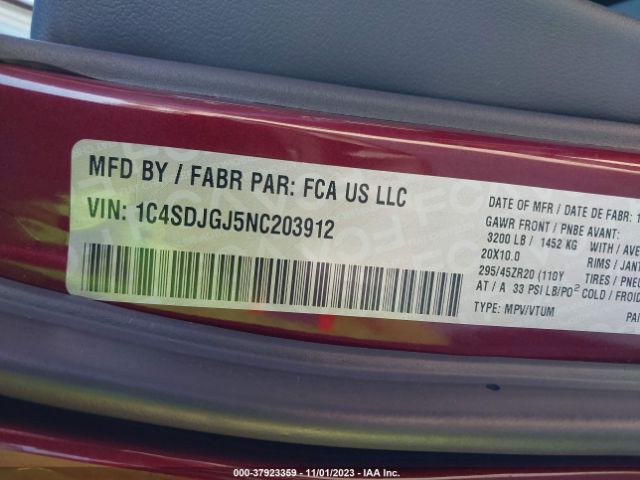 MFD BY / FABR PAR: FCA US LLC
VIN: 1C4SDJGJ5NC203912
DATE OF MFR / DATE DE FABR:
GAWR FRONT / PNBE AVANT:
3200 LB / 1452 KG WITH / AVE
20X10.0 RIMS / JANT
295/45ZR20 (110Y TIRES / PNE
AT / A 33 PSI LB/PO² COLD / FROID
TYPE: MPV/VTUM PAI
000-37923359 - 11/01/2023 - IAA Inc.